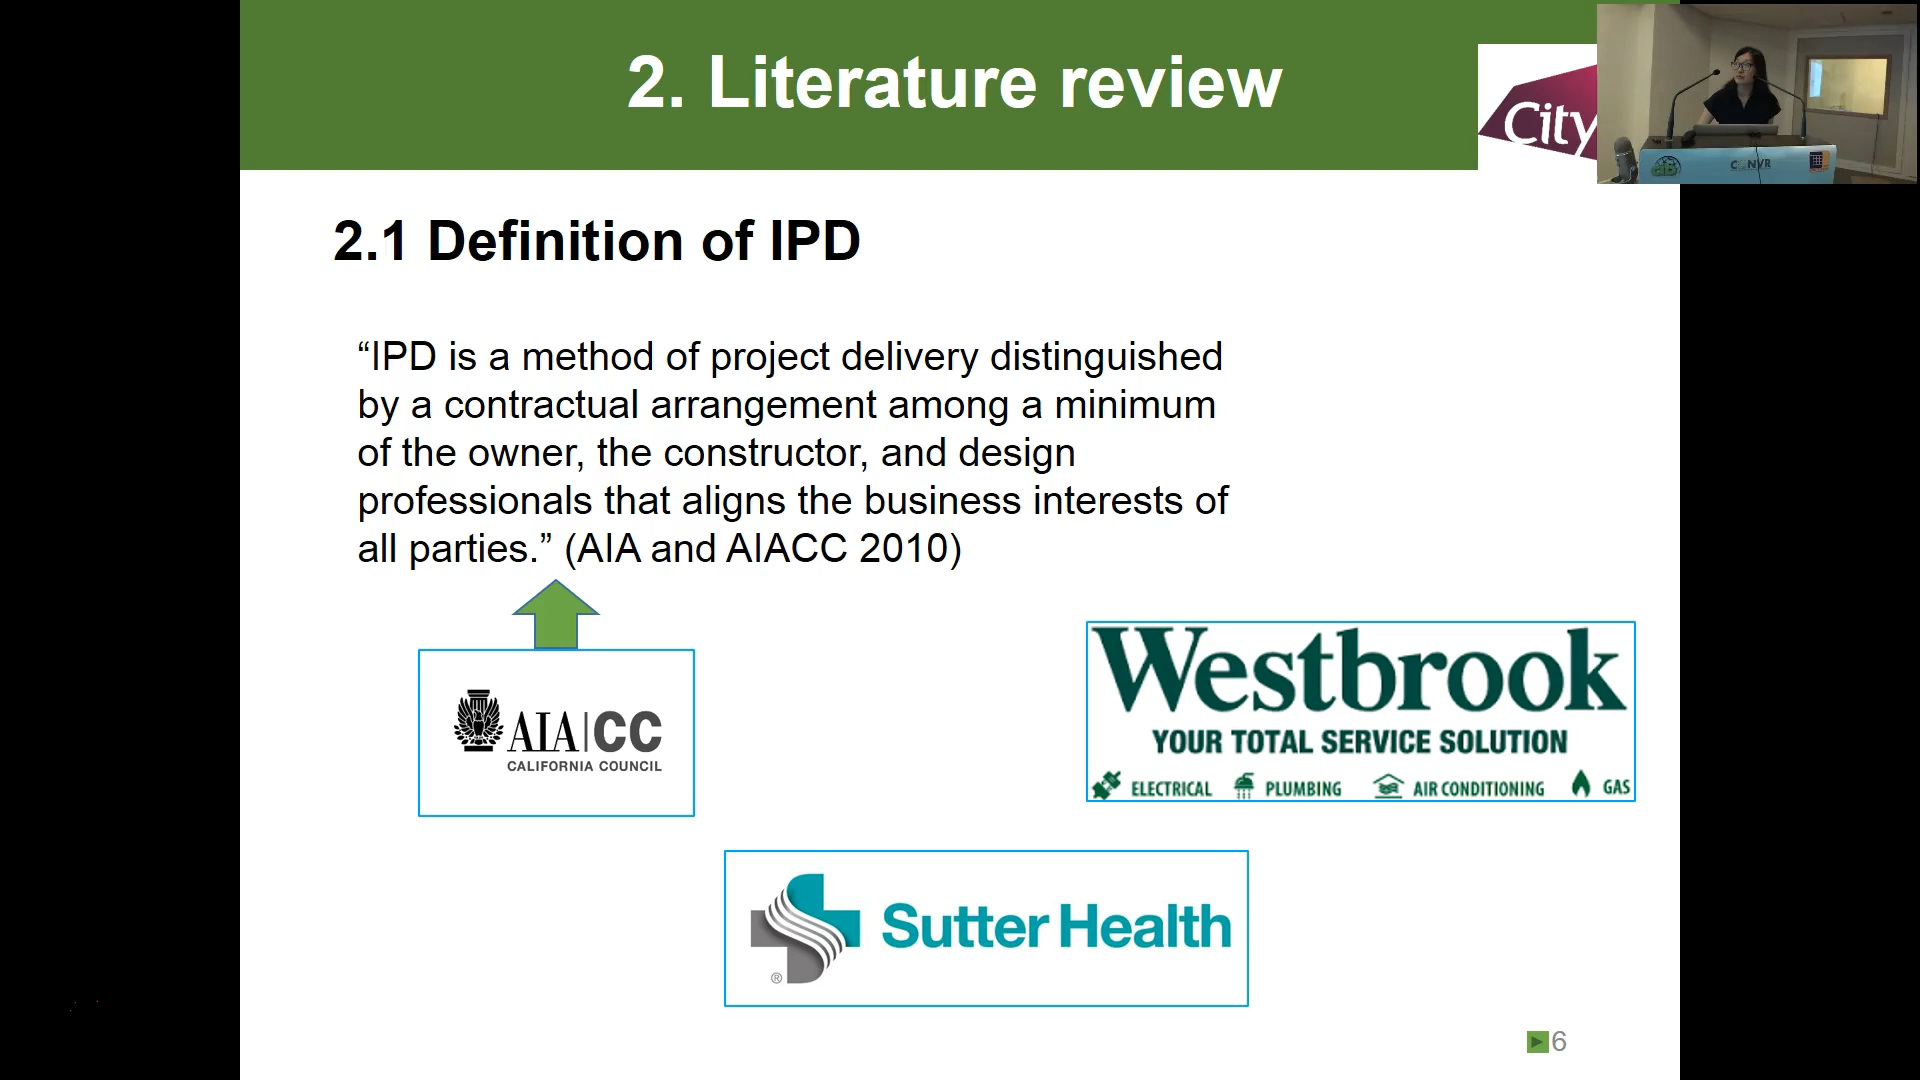 2. Literature review
City
CONVR
2.1 Definition of IPD
“IPD is a method of project delivery distinguished
by a contractual arrangement among a minimum
of the owner, the constructor, and design
professionals that aligns the business interests of
all parties.” (AIA and AIACC 2010)
AIA|CC
CALIFORNIA COUNCIL
Westbrook
YOUR TOTAL SERVICE SOLUTION
ELECTRICAL PLUMBING AIR CONDITIONING GAS
Sutter Health
®
6